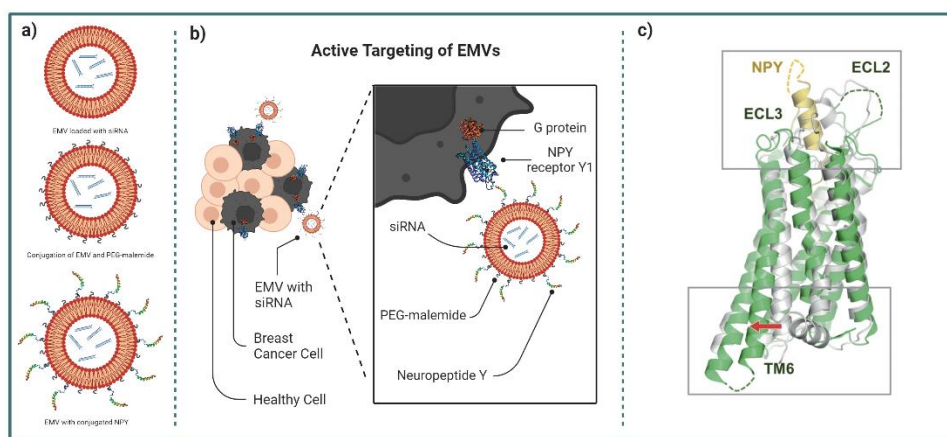 a)
EMV loaded with siRNA
Conjugation of EMV and PEG-malemide
EMV with conjugated NPY
b)
Active Targeting of EMVs
EMV with
siRNA
Breast
Cancer Cell
Healthy Cell
G protein
NPY
receptor Y1
siRNA
PEG-malemide
Neuropeptide Y
c)
NPY
ECL2
ECL3
TM6